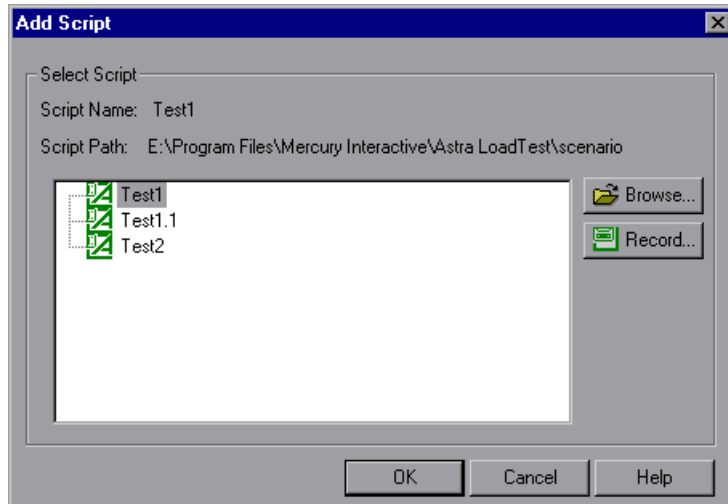 Add Script
Select Script
Script Name: Test1
Script Path: E:\Program Files\Mercury Interactive\Astra LoadTest\scenario
Test1
Test1.1
Test2
Browse...
Record...
OK
Cancel
Help